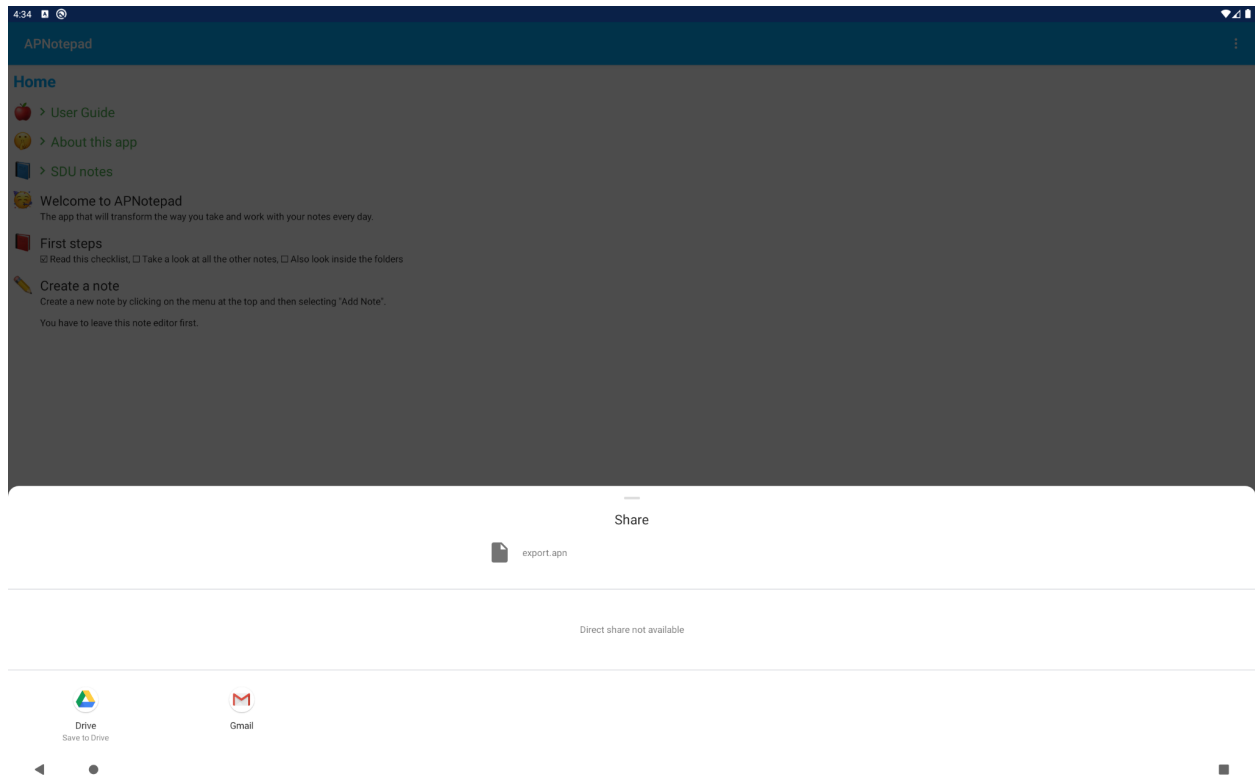 4:34
APNotepad
Home
User Guide
About this app
SDU notes
Welcome to APNotepad
The app that will transform the way you take and work with your notes every day.
First steps
☑ Read this checklist, ☐ Take a look at all the other notes, ☐ Also look inside the folders
Create a note
Create a new note by clicking on the menu at the top and then selecting "Add Note".
You have to leave this note editor first.
Share
export.apn
Direct share not available
Drive
Save to Drive
Gmail